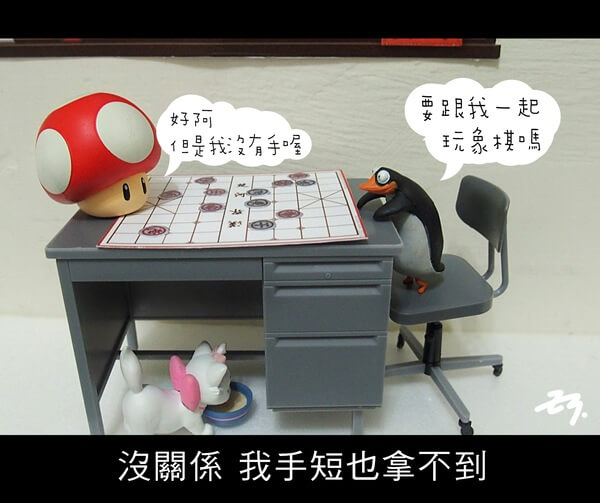 要跟我一起
玩象棋嗎
好阿
但是我沒有手喔
沒關係 我手短也拿不到